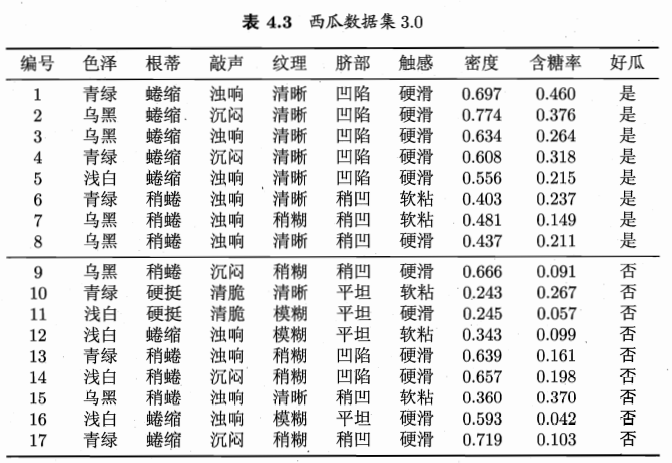 表 4.3 西瓜数据集 3.0
编号 色泽 根蒂 敲声 纹理 脐部 触感 密度 含糖率 好瓜
1 青绿 蜷缩 浊响 清晰 凹陷 硬滑 0.697 0.460 是
2 乌黑 蜷缩 沉闷 清晰 凹陷 硬滑 0.774 0.376 是
3 乌黑 蜷缩 浊响 清晰 凹陷 硬滑 0.634 0.264 是
4 青绿 蜷缩 沉闷 清晰 凹陷 硬滑 0.608 0.318 是
5 浅白 蜷缩 浊响 清晰 凹陷 硬滑 0.556 0.215 是
6 青绿 稍蜷 浊响 清晰 稍凹 软粘 0.403 0.237 是
7 乌黑 稍蜷 浊响 稍糊 稍凹 软粘 0.481 0.149 是
8 乌黑 稍蜷 浊响 清晰 稍凹 硬滑 0.437 0.211 是
9 乌黑 稍蜷 沉闷 稍糊 稍凹 硬滑 0.666 0.091 否
10 青绿 硬挺 清脆 清晰 平坦 软粘 0.243 0.267 否
11 浅白 硬挺 清脆 模糊 平坦 硬滑 0.245 0.057 否
12 浅白 蜷缩 浊响 模糊 平坦 软粘 0.343 0.099 否
13 青绿 稍蜷 浊响 稍糊 凹陷 硬滑 0.639 0.161 否
14 浅白 稍蜷 沉闷 稍糊 凹陷 硬滑 0.657 0.198 否
15 乌黑 稍蜷 浊响 清晰 稍凹 软粘 0.360 0.370 否
16 浅白 蜷缩 浊响 模糊 平坦 硬滑 0.593 0.042 否
17 青绿 蜷缩 沉闷 稍糊 稍凹 硬滑 0.719 0.103 否